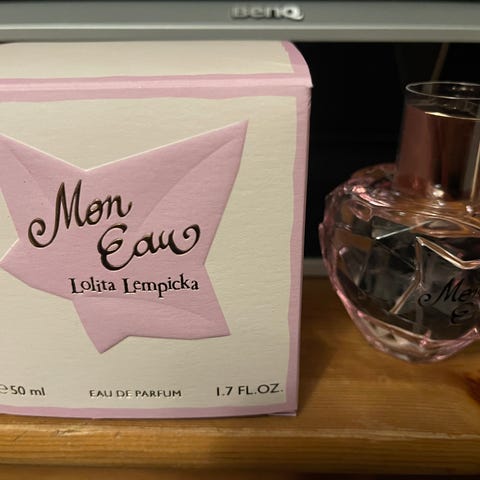 BenQ
Mon
Eau
Lolita Lempicka
e 50 ml EAU DE PARFUM 1.7 FL.OZ.